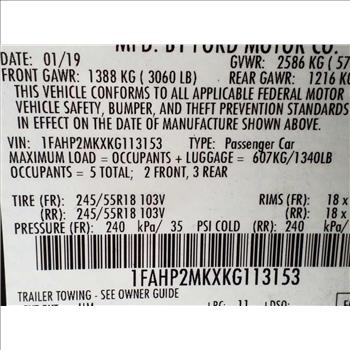 MFD. BY FORD MOTOR CO.
DATE: 01/19 GVWR: 2586 KG (57
FRONT GAWR: 1388 KG (3060 LB) REAR GAWR: 1216 KG
THIS VEHICLE CONFORMS TO ALL APPLICABLE FEDERAL MOTOR
VEHICLE SAFETY, BUMPER, AND THEFT PREVENTION STANDARDS
IN EFFECT ON THE DATE OF MANUFACTURE SHOWN ABOVE.
VIN: 1FAHP2MKXKG113153 TYPE: Passenger Car
MAXIMUM LOAD = OCCUPANTS + LUGGAGE = 607KG/1340LB
OCCUPANTS = 5 TOTAL; 2 FRONT, 3 REAR
TIRE (FR): 245/55R18 103V RIMS (FR): 18 x
(RR): 245/55R18 103V (RR): 18 x
PRESSURE (FR): 240 kPa/ 35 PSI COLD (RR): 240 kPa
1FAHP2MKXKG113153
TRAILER TOWING - SEE OWNER GUIDE